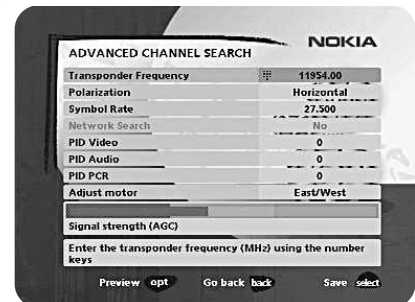 NOKIA
ADVANCED CHANNEL SEARCH
Transponder Frequency 11954.00
Polarization Horizontal
Symbol Rate 27.500
Network Search No
PID Video 0
PID Audio 0
PID PCR 0
Adjust motor East/West
Signal strength (AGC)
Enter the transponder frequency (MHz) using the number
keys
Preview opt Go back back Save select